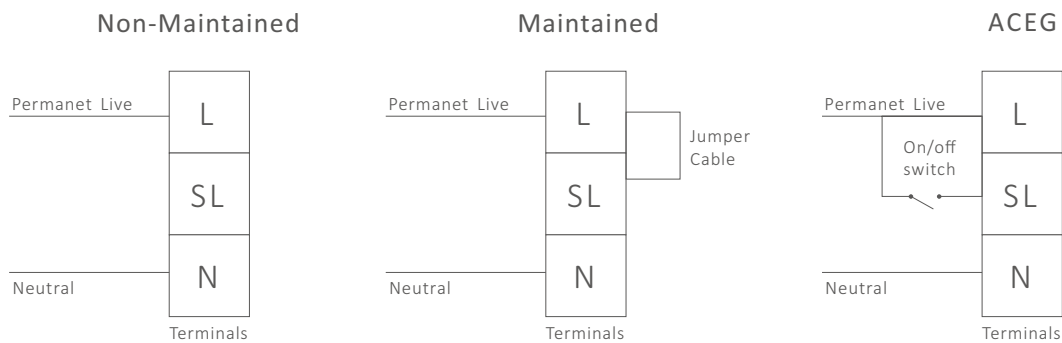 Non-Maintained
Permanet Live
L
SL
N
Neutral
Terminals
Maintained
Permanet Live
L
Jumper
Cable
SL
N
Neutral
Terminals
ACEG
Permanet Live
L
On/off
switch
SL
N
Neutral
Terminals